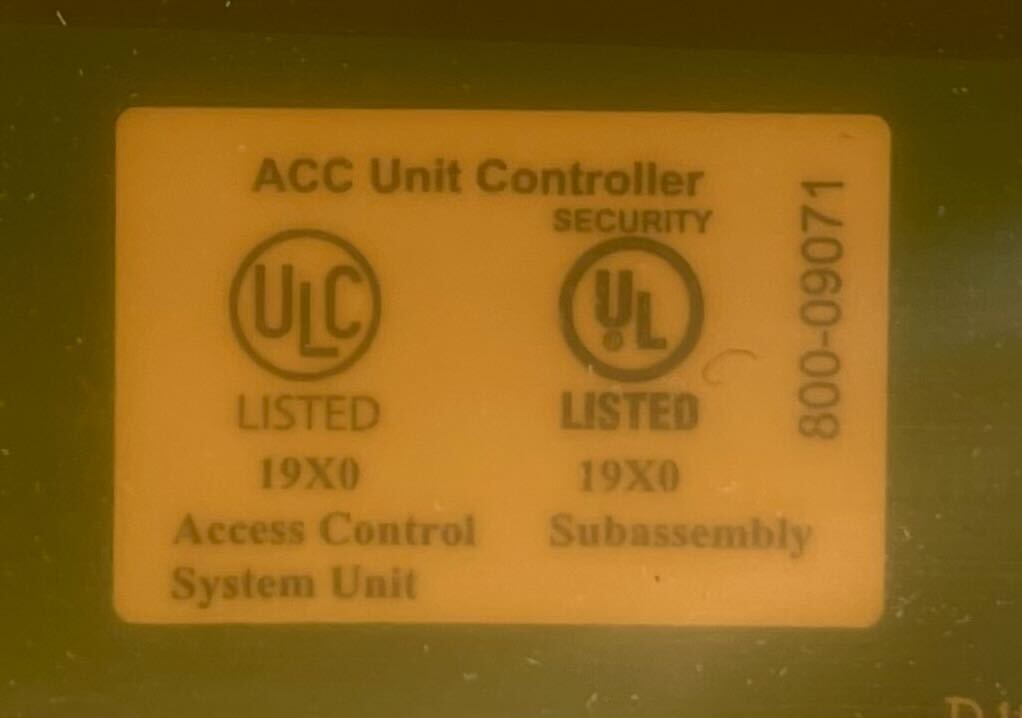 ACC Unit Controller
SECURITY
ULC
UL
®
LISTED
LISTED
19X0
19X0
Access Control
System Unit
Subassembly
800-09071